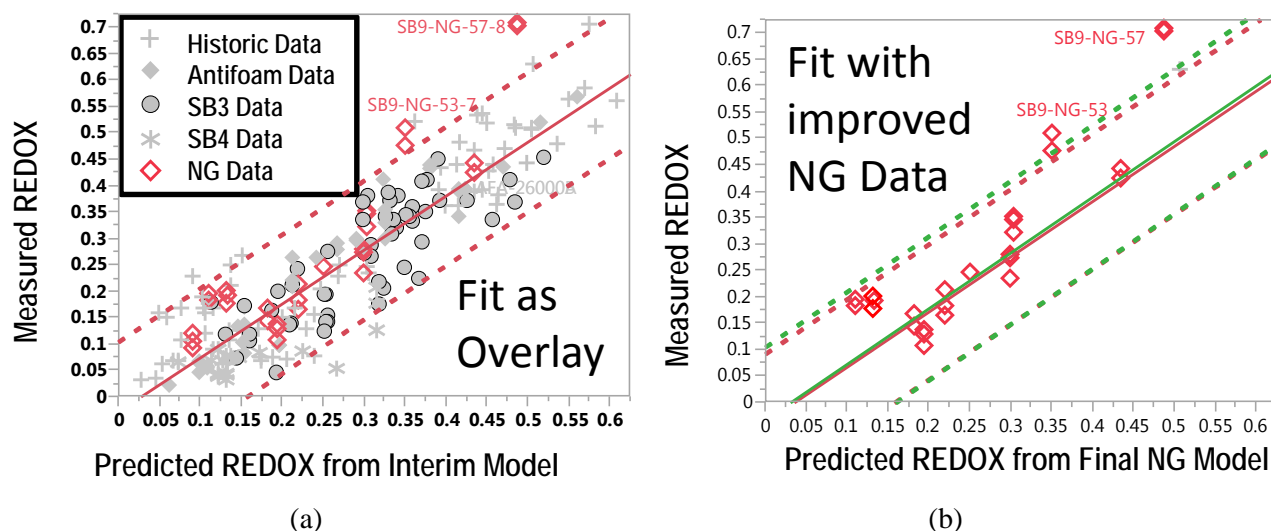 0.7
0.65
0.6
0.55
0.5
0.45
0.4
0.35
0.3
0.25
0.2
0.15
0.1
0.05
0
Measured REDOX
Historic Data
Antifoam Data
SB3 Data
SB4 Data
NG Data
SB9-NG-57-8
SB9-NG-53-7
Fit as
Overlay
0 0.05 0.1 0.15 0.2 0.25 0.3 0.35 0.4 0.45 0.5 0.55 0.6
Predicted REDOX from Interim Model
(a)
0.7
0.65
0.6
0.55
0.5
0.45
0.4
0.35
0.3
0.25
0.2
0.15
0.1
0.05
0
Measured REDOX
Fit with
improved
NG Data
SB9-NG-57
SB9-NG-53
0 0.05 0.1 0.15 0.2 0.25 0.3 0.35 0.4 0.45 0.5 0.55 0.6
Predicted REDOX from Final NG Model
(b)